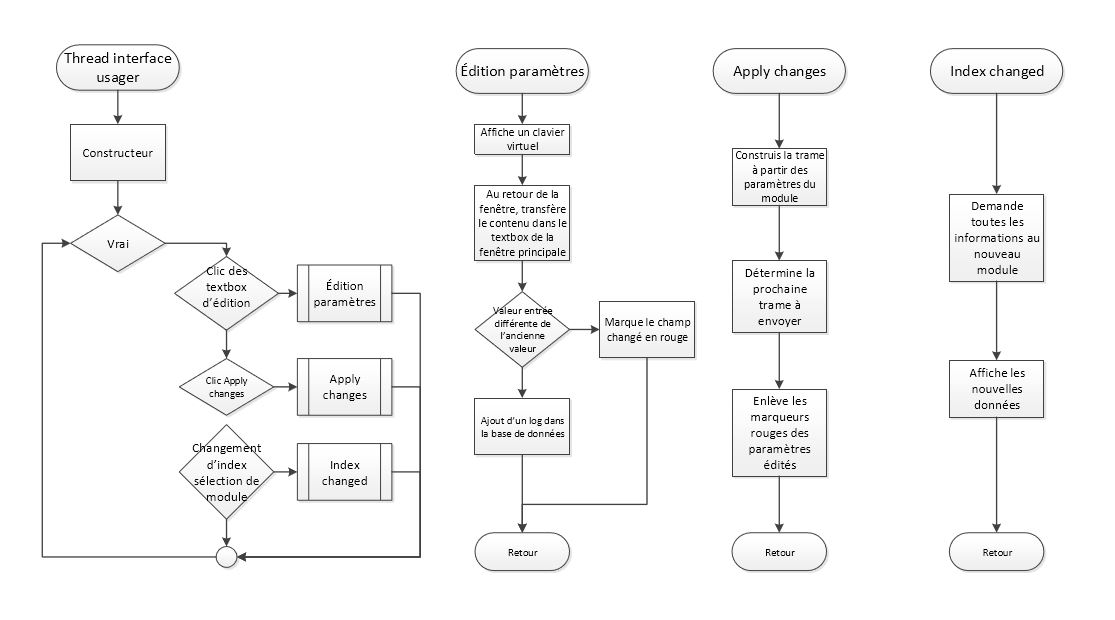 Thread interface
usager
Constructeur
Vrai
Clic des
textbox
d'édition
Édition
paramètres
Clic Apply
changes
Apply
changes
Changement
d'index
sélection de
module
Index
changed
Édition paramètres
Affiche un clavier
virtuel
Au retour de la
fenêtre, transfère
le contenu dans le
textbox de la
fenêtre principale
Valeur entrée
différente de
l'ancienne
valeur
Marque le champ
changé en rouge
Ajout d'un log dans
la base de données
Retour
Apply changes
Construis la trame
à partir des
paramètres du
module
Détermine la
prochaine
trame à
envoyer
Enlève les
marqueurs
rouges des
paramètres
édités
Retour
Index changed
Demande
toutes les
informations au
nouveau
module
Affiche les
nouvelles
données
Retour